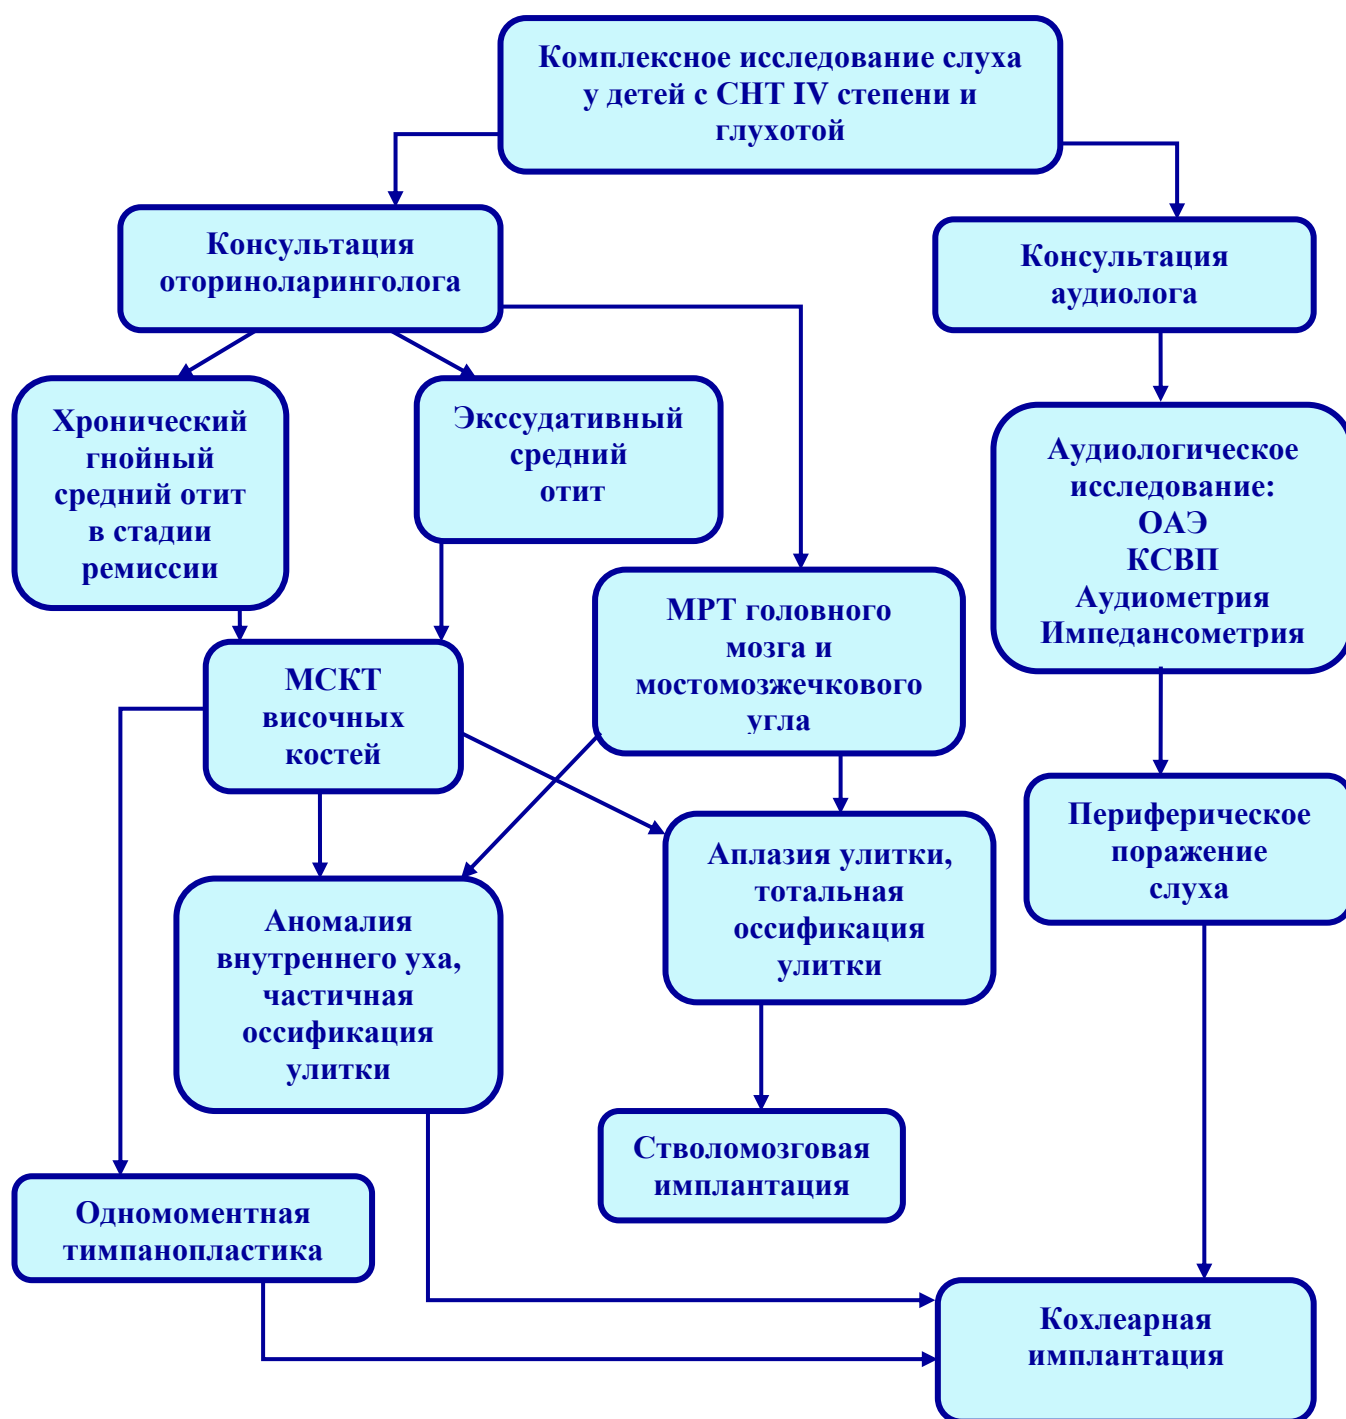 Комплексное исследование слуха
у детей с СНТ IV степени и
глухотой
Консультация
оториноларинголога
Консультация
аудиолога
Хронический
гнойный
средний отит
в стадии
ремиссии
Экссудативный
средний
отит
Аудиологическое
исследование:
ОАЭ
КСВП
Аудиометрия
Импедансометрия
МРТ головного
мозга и
мостомозжечкового
угла
МСКТ
височных
костей
Периферическое
поражение
слуха
Аплазия улитки,
тотальная
оссификация
улитки
Аномалия
внутреннего уха,
частичная
оссификация
улитки
Стволомозговая
имплантация
Одномоментная
тимпанопластика
Кохлеарная
имплантация